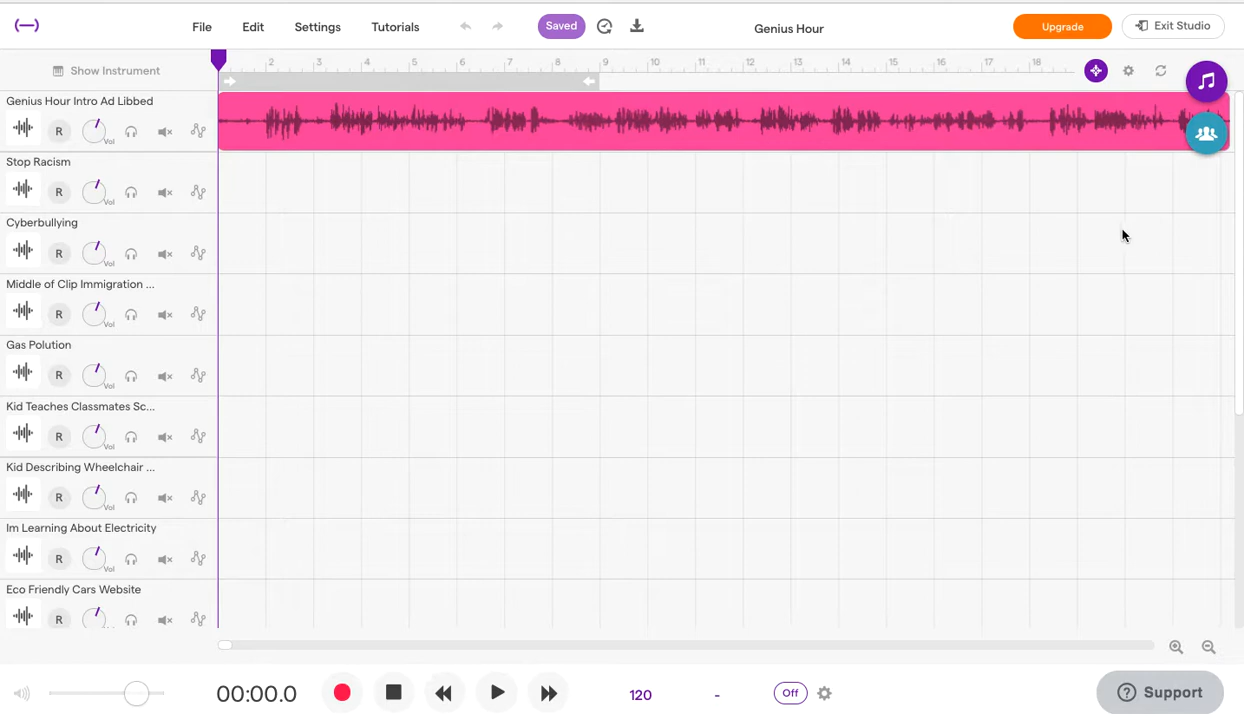 File Edit Settings Tutorials Saved Genius Hour Upgrade Exit Studio
Show Instrument
2 3 4 5 6 7 8 9 10 11 12 13 14 15 16 17 18
Genius Hour Intro Ad Libbed
R Vol
Stop Racism
R Vol
Cyberbullying
R Vol
Middle of Clip Immigration ...
R Vol
Gas Polution
R Vol
Kid Teaches Classmates Sc...
R Vol
Kid Describing Wheelchair ...
R Vol
Im Learning About Electricity
R Vol
Eco Friendly Cars Website
R Vol
00:00.0 120 - Off ? Support